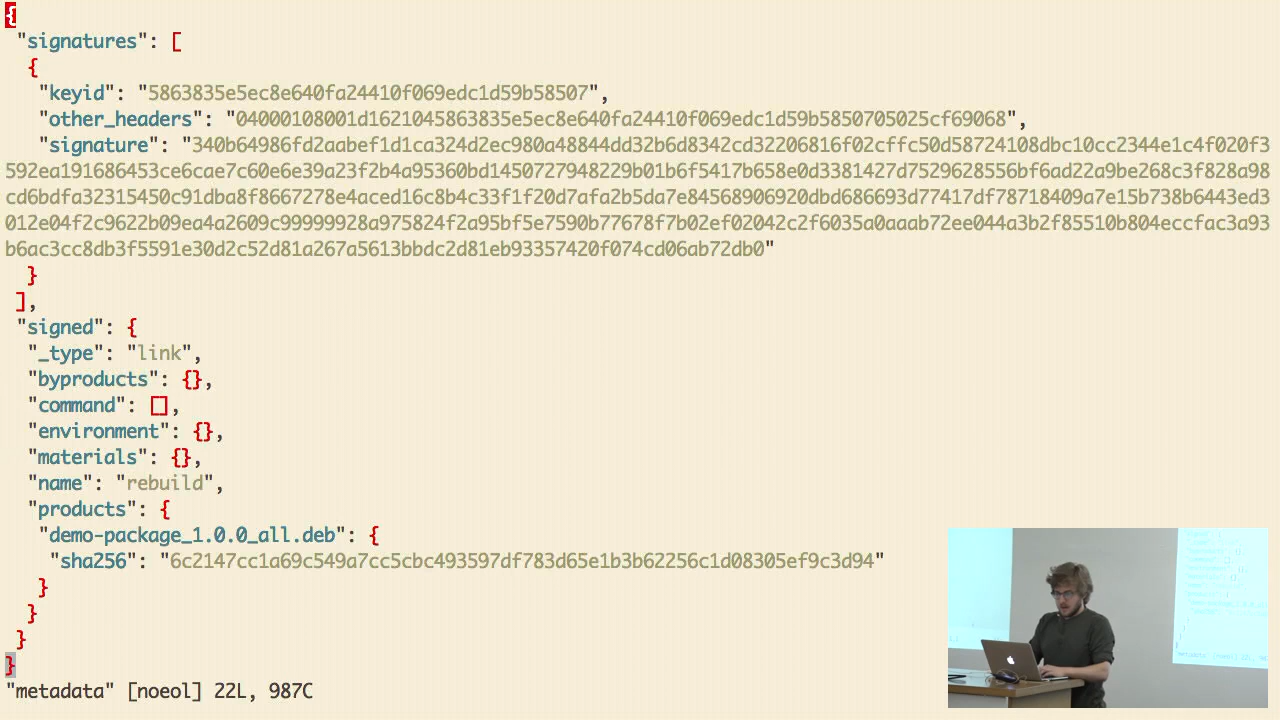 {
"signatures": [
{
"keyid": "5863835e5ec8e640fa24410f069edc1d59b58507",
"other_headers": "04000108001d1621045863835e5ec8e640fa24410f069edc1d59b5850705025cf69068",
"signature": "340b64986fd2aabef1d1ca324d2ec980a48844dd32b6d8342cd32206816f02cffc50d58724108dbc10cc2344e1c4f020f3
592ea191686453ce6cae7c60e6e39a23f2b4a95360bd1450727948229b01b6f5417b658e0d3381427d7529628556bf6ad22a9be268c3f828a98
cd6bdfa32315450c91dba8f8667278e4aced16c8b4c33f1f20d7afa2b5da7e84568906920dbd686693d77417df78718409a7e15b738b6443ed3
012e04f2c9622b09ea4a2609c99999928a975824f2a95bf5e7590b77678f7b02ef02042c2f6035a0aaab72ee044a3b2f85510b804eccfac3a93
b6ac3cc8db3f5591e30d2c52d81a267a5613bbdc2d81eb93357420f074cd06ab72db0"
}
],
"signed": {
"_type": "link",
"byproducts": {},
"command": [],
"environment": {},
"materials": {},
"name": "rebuild",
"products": {
"demo-package_1.0.0_all.deb": {
"sha256": "6c2147cc1a69c549a7cc5cbc493597df783d65e1b3b62256c1d08305ef9c3d94"
}
}
}
}
"metadata" [noeol] 22L, 987C